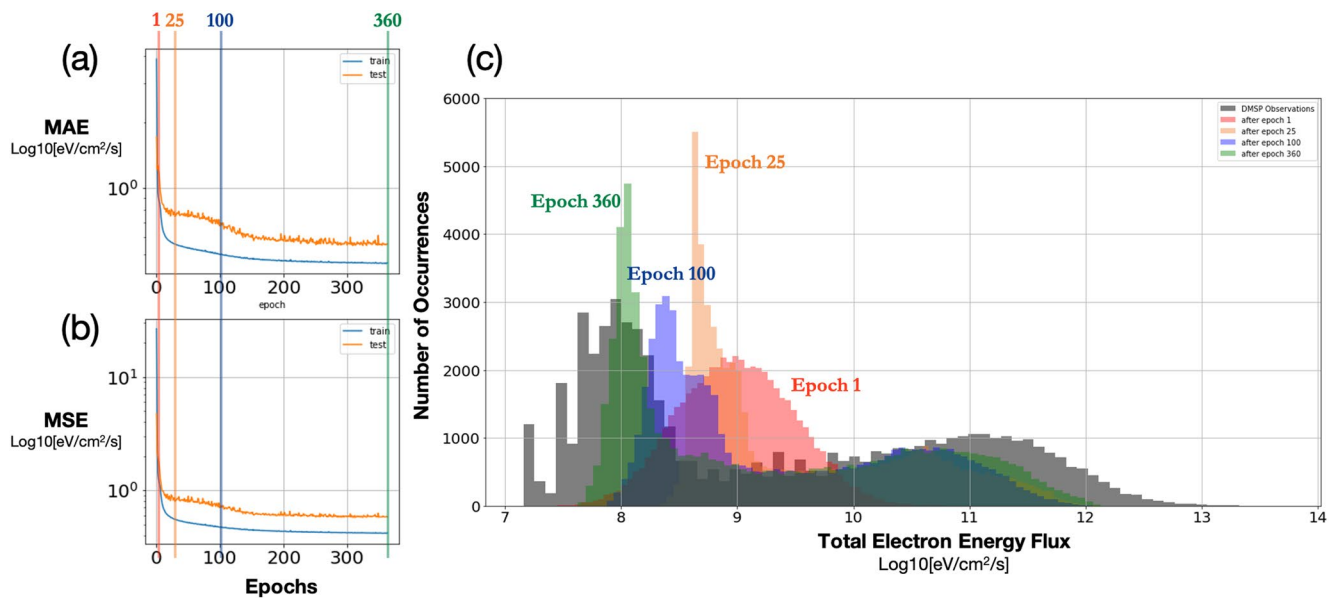 1 25 100 360
(a)
train
test
MAE
Log10[eV/cm²/s]
10⁰
0 100 200 300
epoch
(b)
train
test
10¹
MSE
Log10[eV/cm²/s]
10⁰
0 100 200 300
Epochs
(c)
6000
5000
4000
3000
2000
1000
0
Number of Occurrences
DMSP Observations
after epoch 1
after epoch 25
after epoch 100
after epoch 360
Epoch 25
Epoch 360
Epoch 100
Epoch 1
7 8 9 10 11 12 13 14
Total Electron Energy Flux
Log10[eV/cm²/s]